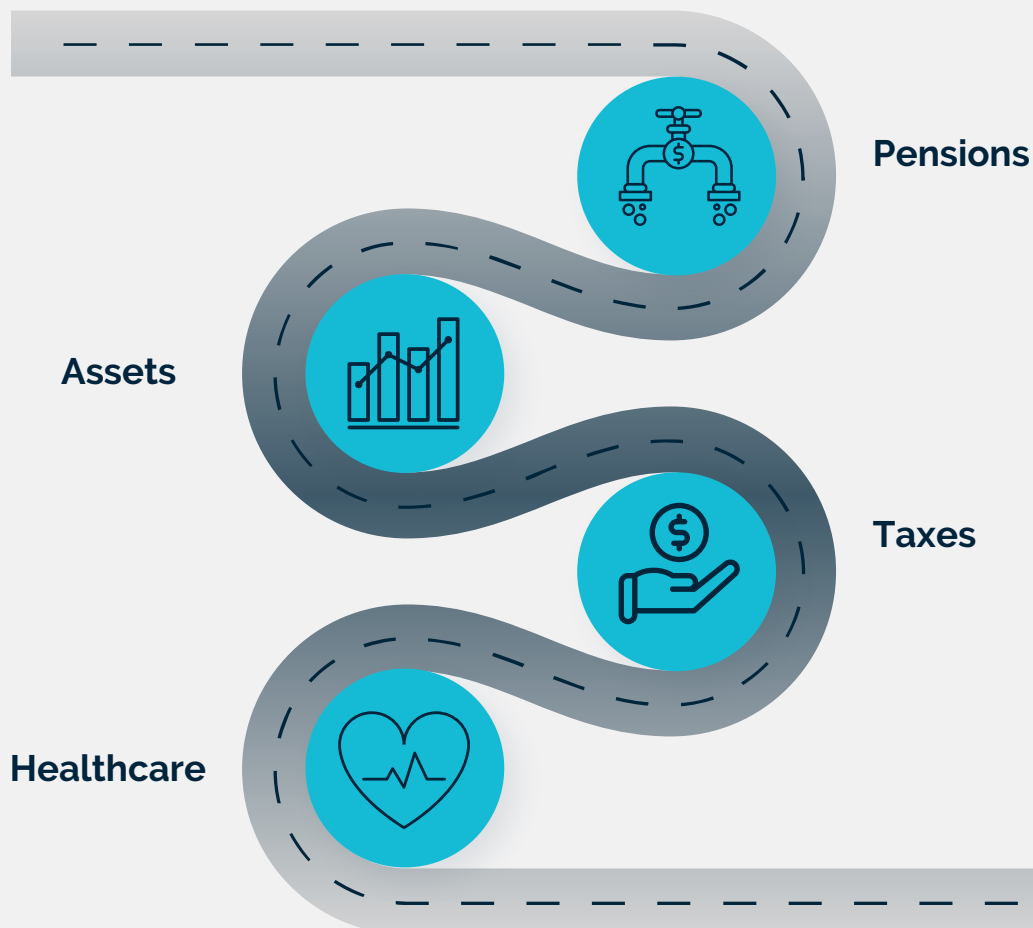 Pensions
$
Assets
$
Taxes
Healthcare